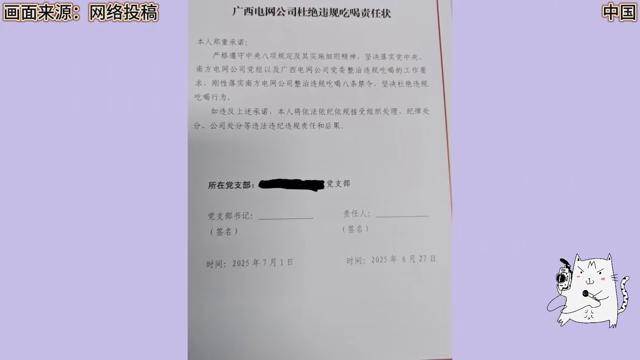 画面来源：网络投稿
中国
广西电网公司杜绝违规吃喝责任状
本人郑重承诺：
严格遵守中央八项规定及其实施细则精神，坚决落实党中央、
南方电网公司党组以及广西电网公司党委整治违规吃喝的工作要
求，刚性落实南方电网公司整治违规吃喝八条禁令，坚决杜绝违规
吃喝行为。
如违反上述承诺，本人将依法依纪依规接受组织处理、纪律处
分、公司处分等违法违纪违规责任和后果。
所在党支部：党支部
党支部书记： 责任人：
（签名） （签名）
时间：2025年7月1日 时间：2025年6月27日